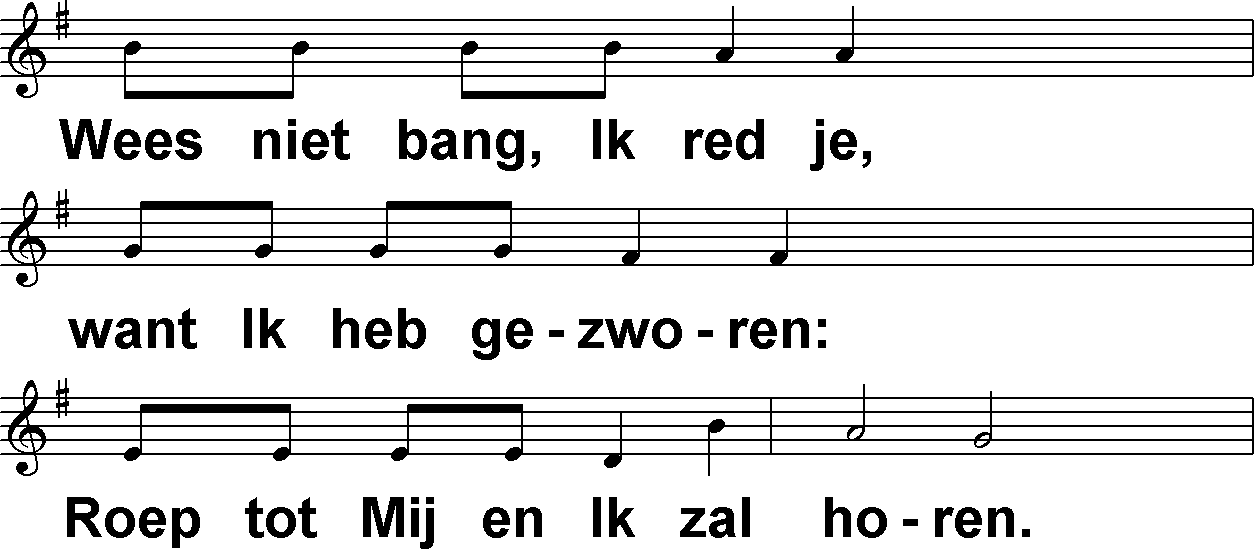 Wees niet bang, Ik red je,
want Ik heb ge - zwo - ren:
Roep tot Mij en Ik zal ho - ren.